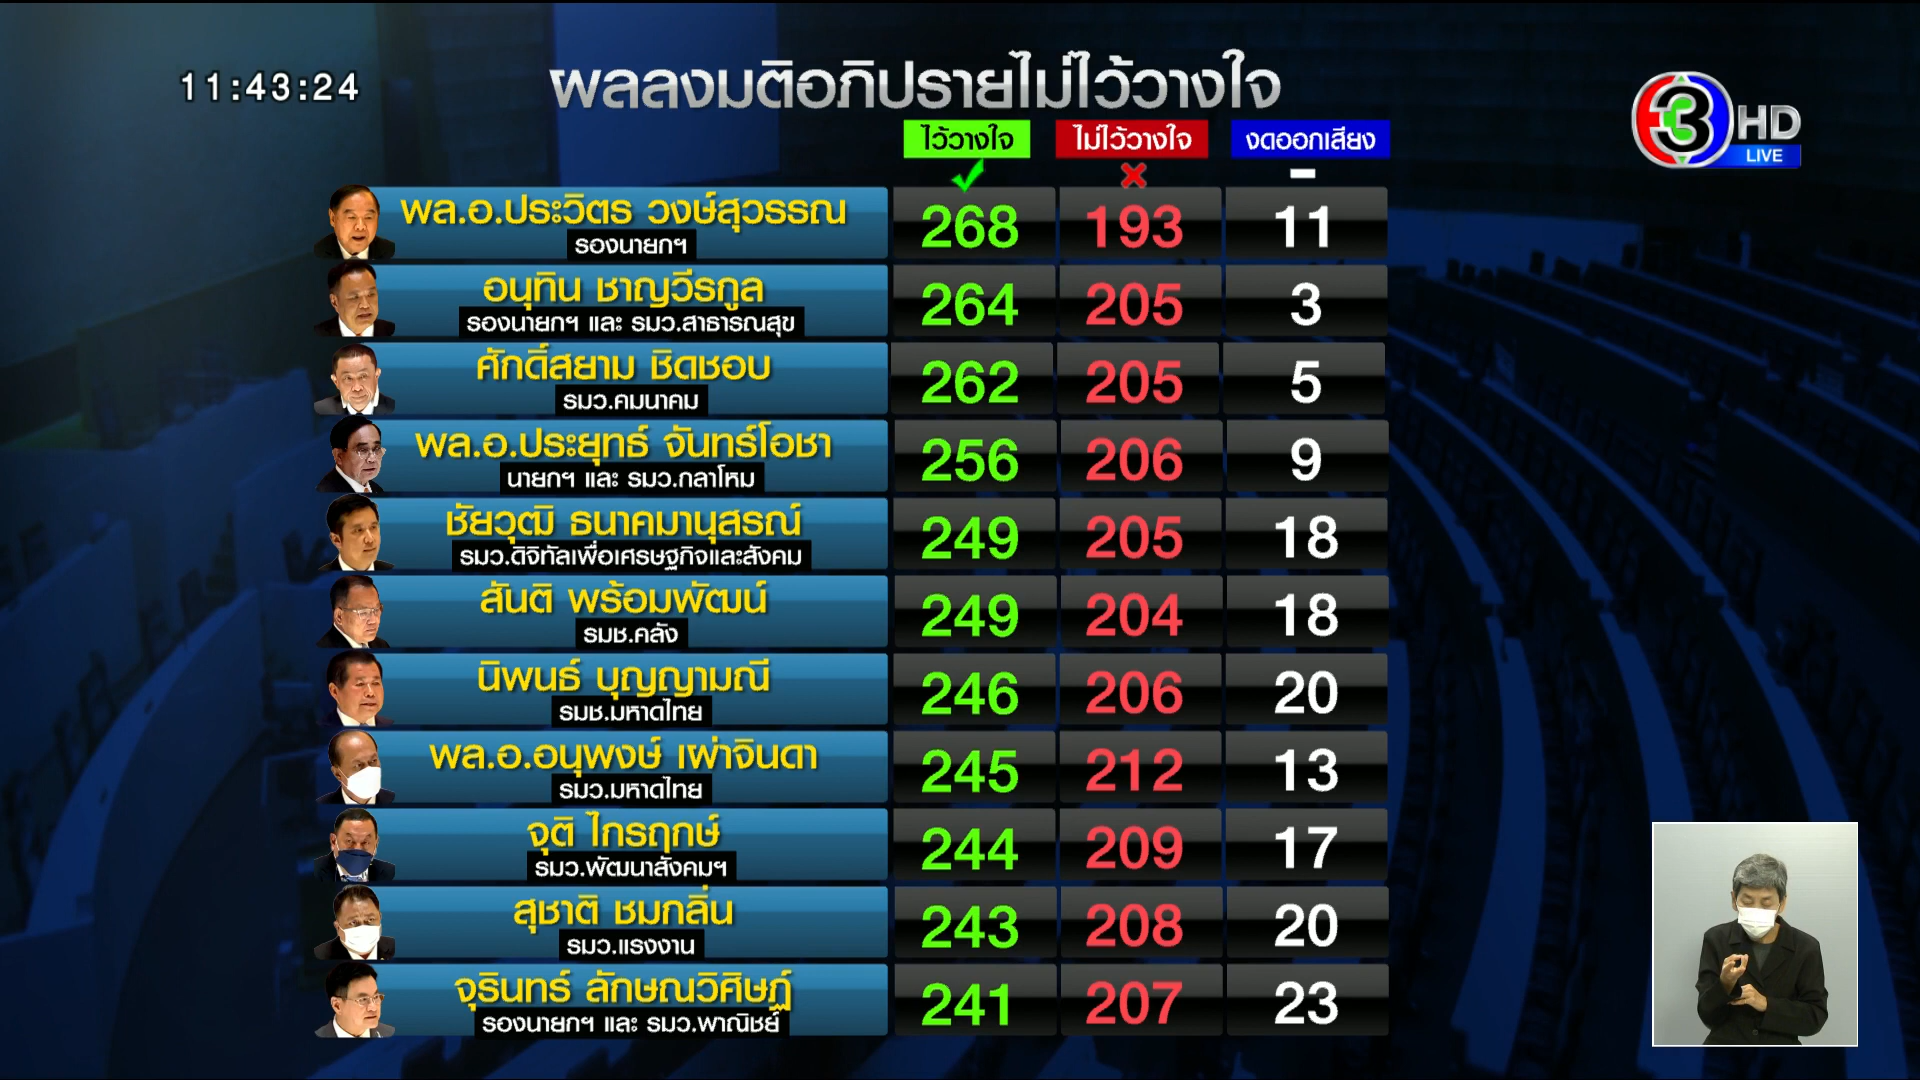 11:43:24
ผลลงมติอภิปรายไม่ไว้วางใจ
3 HD
LIVE
ไว้วางใจ ไม่ไว้วางใจ งดออกเสียง
พล.อ.ประวิตร วงษ์สุวรรณ 268 193 11
รองนายกฯ
อนุทิน ชาญวีรกูล 264 205 3
รองนายกฯ และ รมว.สาธารณสุข
ศักดิ์สยาม ชิดชอบ 262 205 5
รมว.คมนาคม
พล.อ.ประยุทธ์ จันทร์โอชา 256 206 9
นายกฯ และ รมว.กลาโหม
ชัยวุฒิ ธนาคมานุสรณ์ 249 205 18
รมว.ดิจิทัลเพื่อเศรษฐกิจและสังคม
สันติ พร้อมพัฒน์ 249 204 18
รมช.คลัง
นิพนธ์ บุญญามณี 246 206 20
รมช.มหาดไทย
พล.อ.อนุพงษ์ เผ่าจินดา 245 212 13
รมว.มหาดไทย
จุติ ไกรฤกษ์ 244 209 17
รมว.พัฒนาสังคมฯ
สุชาติ ชมกลิ่น 243 208 20
รมว.แรงงาน
จุรินทร์ ลักษณวิศิษฏ์ 241 207 23
รองนายกฯ และ รมว.พาณิชย์